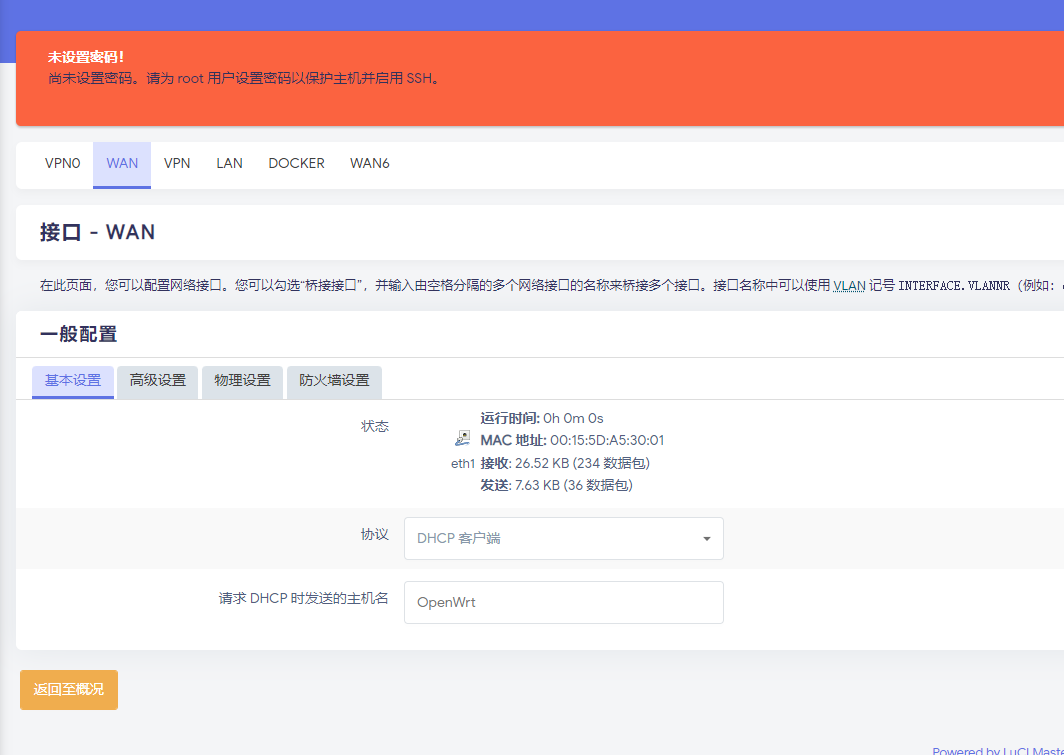 未设置密码!
尚未设置密码。请为 root 用户设置密码以保护主机并启用 SSH。
VPN0 WAN VPN LAN DOCKER WAN6
接口 - WAN
在此页面，您可以配置网络接口。您可以勾选“桥接接口”，并输入由空格分隔的多个网络接口的名称来桥接多个接口。接口名称中可以使用 VLAN 记号 INTERFACE.VLANNR（例如：
一般配置
基本设置 高级设置 物理设置 防火墙设置
状态
运行时间: 0h 0m 0s
MAC 地址: 00:15:5D:A5:30:01
eth1 接收: 26.52 KB (234 数据包)
发送: 7.63 KB (36 数据包)
协议 DHCP 客户端
请求 DHCP 时发送的主机名 OpenWrt
返回至概况
Powered by LuCI Maste